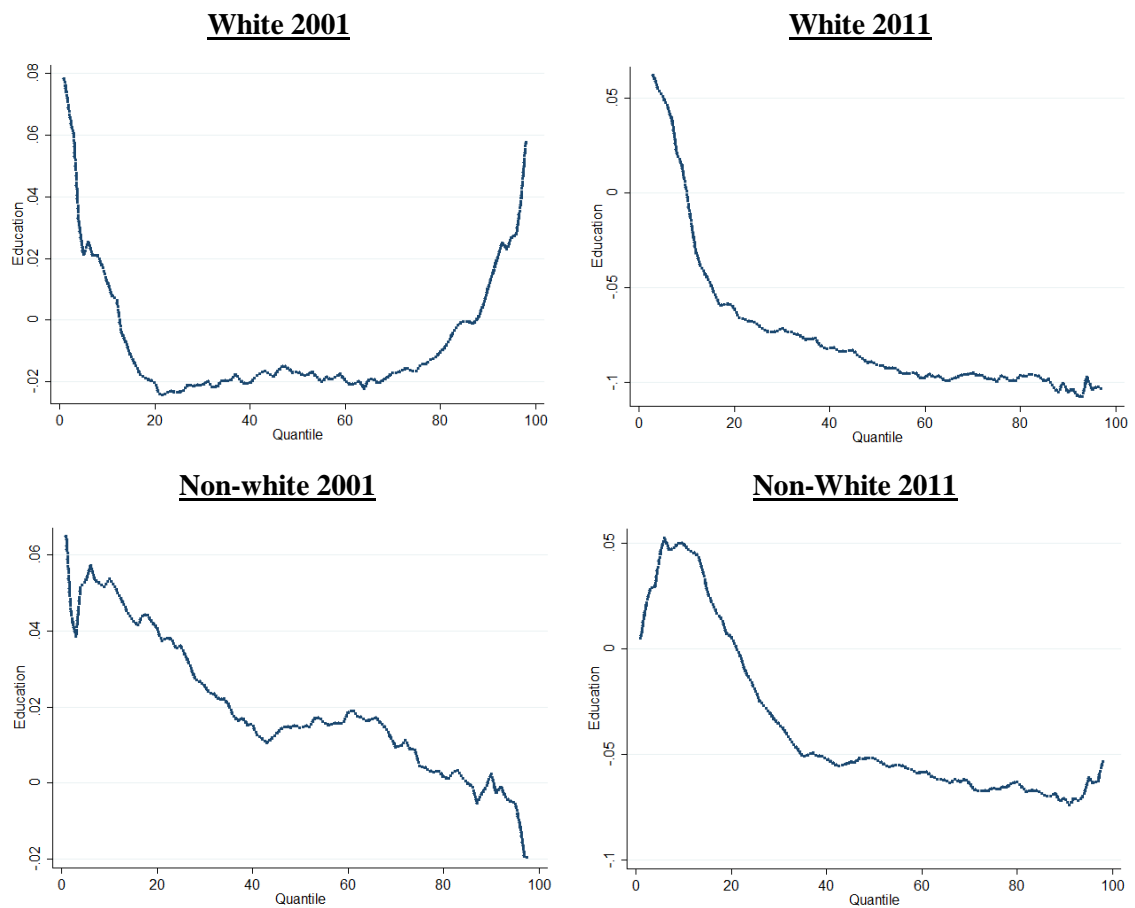 White 2001
White 2011
.08
.06
.04
.02
0
-.02
Education
0 20 40 60 80 100
Quantile
.05
0
-.05
-.1
Education
0 20 40 60 80 100
Quantile
Non-white 2001
Non-White 2011
.06
.04
.02
0
-.02
Education
0 20 40 60 80 100
Quantile
.05
0
-.05
-.1
Education
0 20 40 60 80 100
Quantile